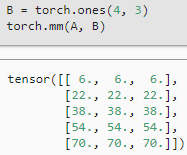 B = torch.ones(4, 3)
torch.mm(A, B)
tensor([[ 6.,  6.,  6.],
        [22., 22., 22.],
        [38., 38., 38.],
        [54., 54., 54.],
        [70., 70., 70.]])